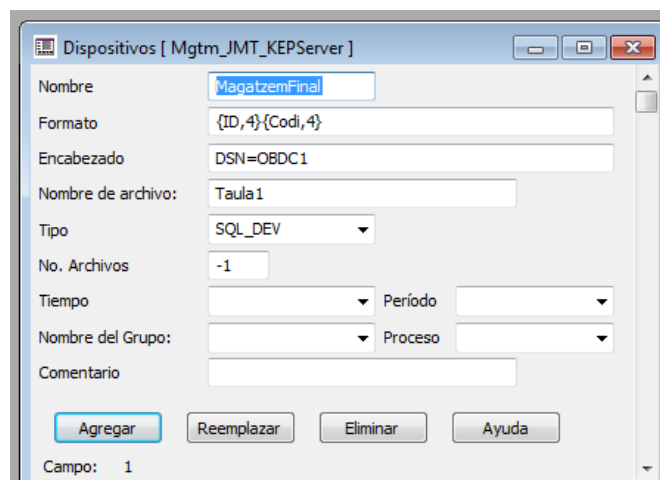 Dispositivos [ Mgtm_JMT_KEPServer ]
Nombre MagatzemFinal
Formato {ID,4}{Codi,4}
Encabezado DSN=OBDC1
Nombre de archivo: Taula1
Tipo SQL_DEV
No. Archivos -1
Tiempo Período
Nombre del Grupo: Proceso
Comentario
Agregar Reemplazar Eliminar Ayuda
Campo: 1